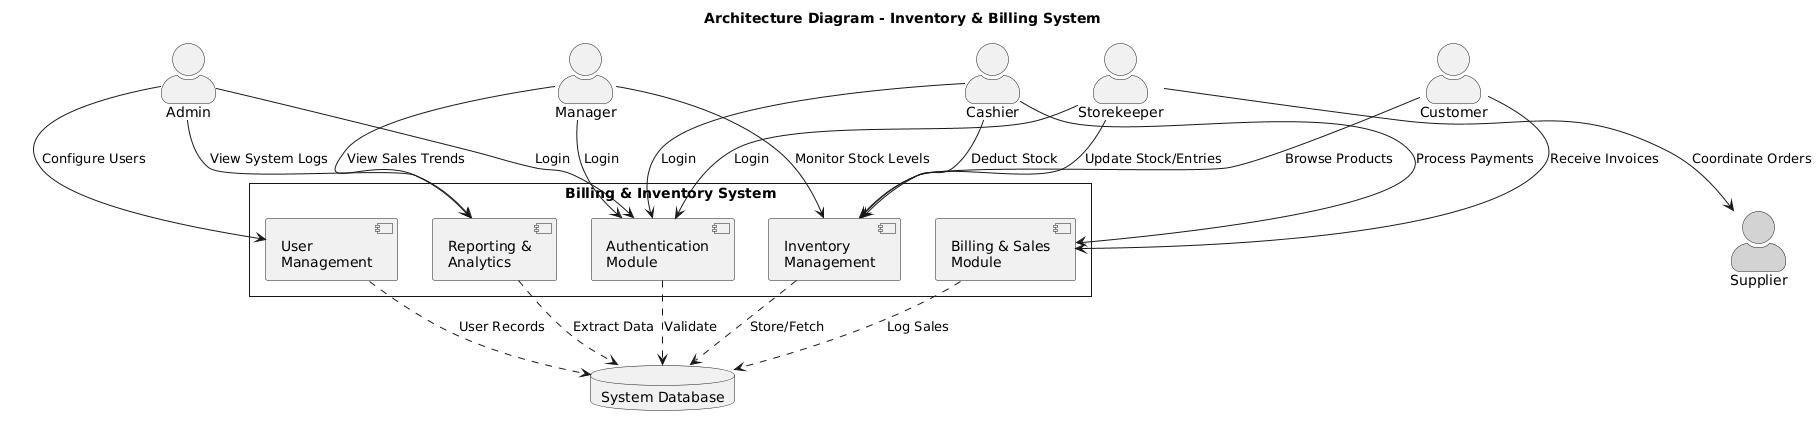 Architecture Diagram - Inventory & Billing System
Admin
Manager
Cashier
Storekeeper
Customer
Configure Users
View System Logs
View Sales Trends
Login
Login
Login
Login
Monitor Stock Levels
Deduct Stock
Update Stock/Entries
Browse Products
Process Payments
Receive Invoices
Coordinate Orders
Billing & Inventory System
User
Management
Reporting &
Analytics
Authentication
Module
Inventory
Management
Billing & Sales
Module
Supplier
User Records
Extract Data
Validate
Store/Fetch
Log Sales
System Database